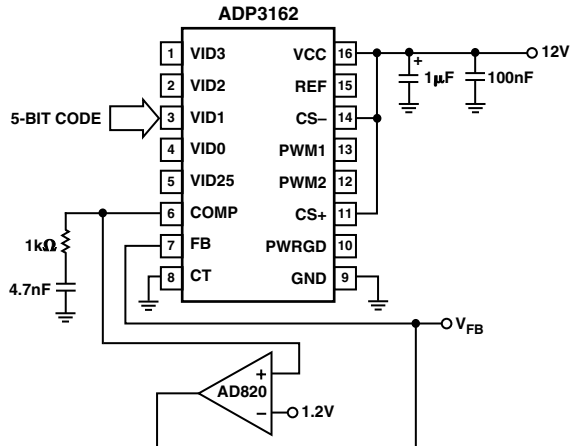 ADP3162
1 VID3 VCC 16 12V
1μF 100nF
2 VID2 REF 15
5-BIT CODE 3 VID1 CS– 14
4 VID0 PWM1 13
5 VID25 PWM2 12
6 COMP CS+ 11
1kΩ 7 FB PWRGD 10
4.7nF 8 CT GND 9
VFB
+
AD820
– 1.2V